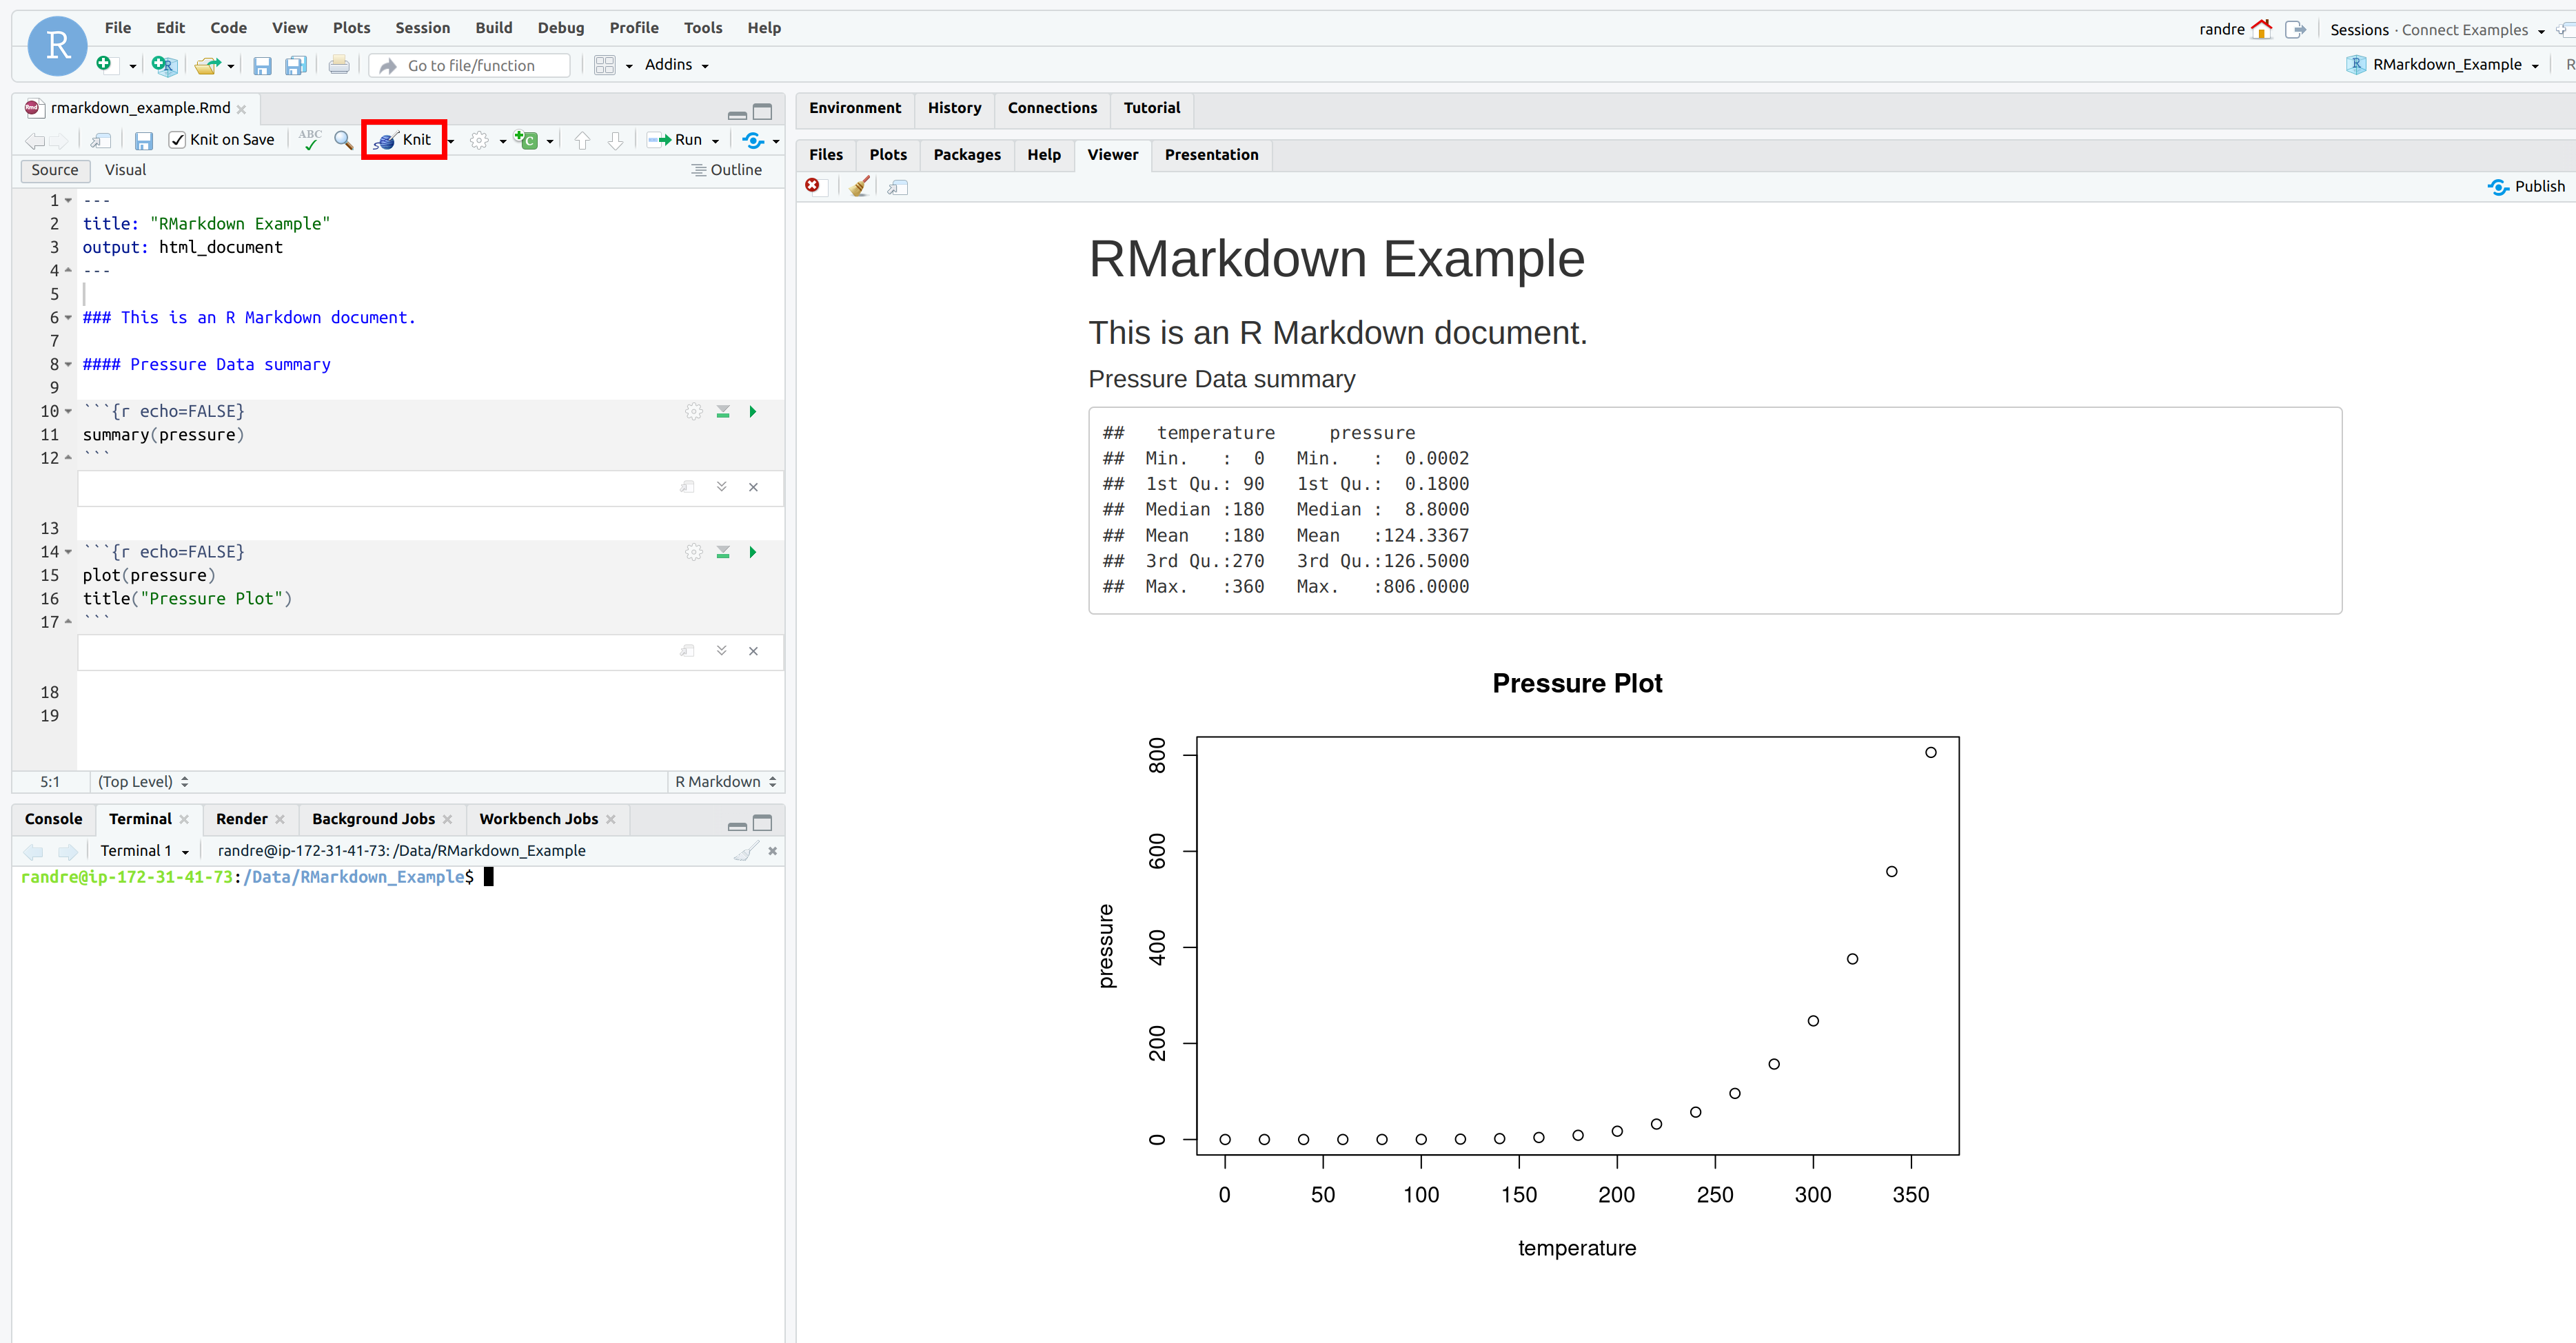 R File Edit Code View Plots Session Build Debug Profile Tools Help
randre Sessions · Connect Examples
Go to file/function Addins
RMarkdown_Example R
rmarkdown_example.Rmd
Knit on Save ABC Knit Run
Source Visual Outline
1 ---
2 title: "RMarkdown Example"
3 output: html_document
4 ---
5
6 ### This is an R Markdown document.
7
8 #### Pressure Data summary
9
10 ```{r echo=FALSE}
11 summary(pressure)
12 ```
13
14 ```{r echo=FALSE}
15 plot(pressure)
16 title("Pressure Plot")
17 ```
18
19
5:1 (Top Level) R Markdown
Console Terminal Render Background Jobs Workbench Jobs
Terminal 1 randre@ip-172-31-41-73: /Data/RMarkdown_Example
randre@ip-172-31-41-73:/Data/RMarkdown_Example$
Environment History Connections Tutorial
Files Plots Packages Help Viewer Presentation
Publish
RMarkdown Example
This is an R Markdown document.
Pressure Data summary
##   temperature     pressure
##  Min.   :  0   Min.   :  0.0002
##  1st Qu.: 90   1st Qu.:  0.1800
##  Median :180   Median :  8.8000
##  Mean   :180   Mean   :124.3367
##  3rd Qu.:270   3rd Qu.:126.5000
##  Max.   :360   Max.   :806.0000
Pressure Plot
800
600
400
200
0
pressure
0 50 100 150 200 250 300 350
temperature